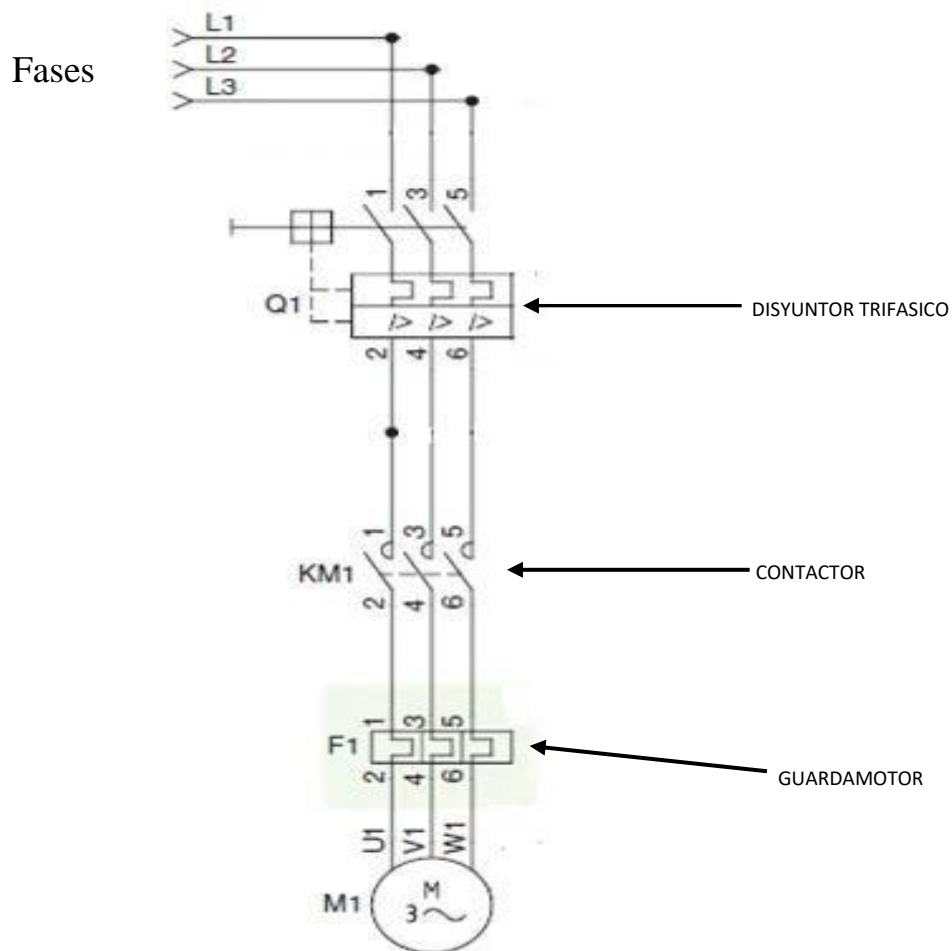 L1
L2
Fases
L3
1 3 5
Q1
I> I> I>
DISYUNTOR TRIFASICO
2 4 6
1 3 5
KM1
CONTACTOR
2 4 6
1 3 5
F1
GUARDAMOTOR
2 4 6
U1 V1 W1
M1
M
3~